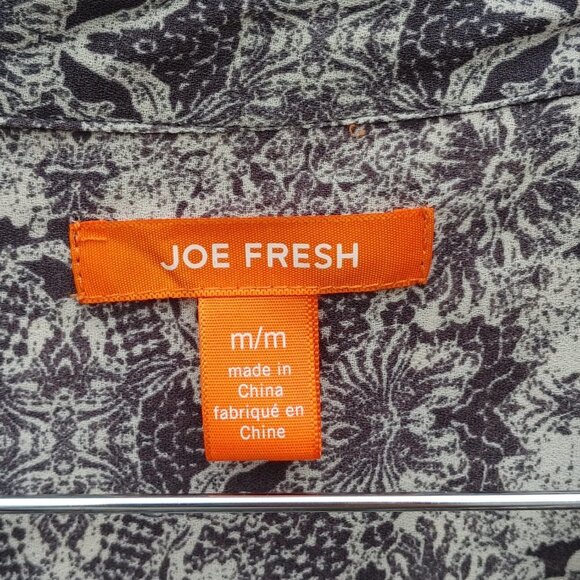 JOE FRESH
m/m
made in
China
fabriqué en
Chine